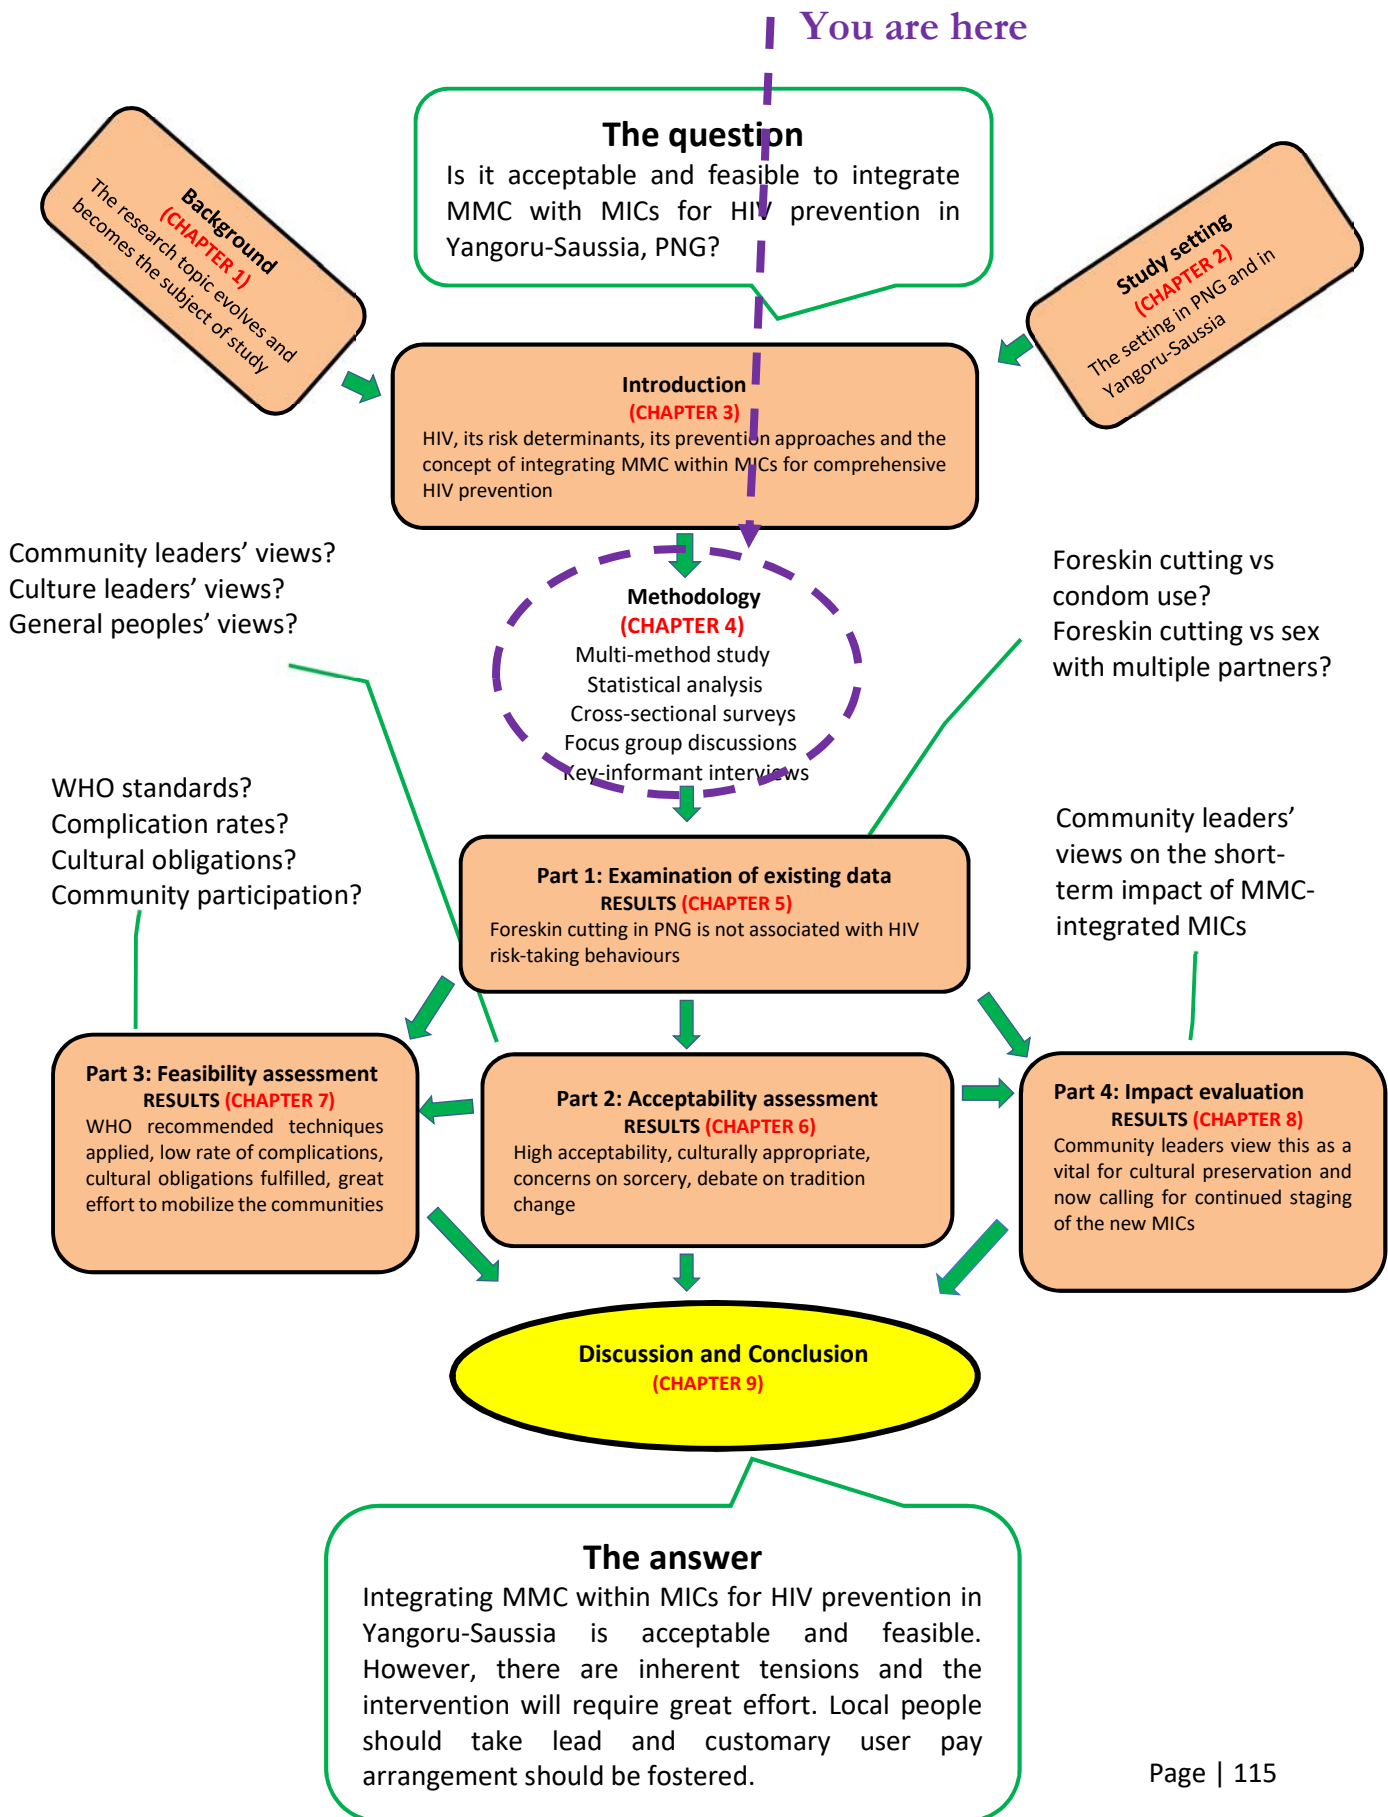 You are here
The question
Is it acceptable and feasible to integrate
MMC with MICs for HIV prevention in
Yangoru-Saussia, PNG?
Background
(CHAPTER 1)
The research topic evolves and
becomes the subject of study
Study setting
(CHAPTER 2)
The setting in PNG and in
Yangoru-Saussia
Introduction
(CHAPTER 3)
HIV, its risk determinants, its prevention approaches and the
concept of integrating MMC within MICs for comprehensive
HIV prevention
Community leaders’ views?
Culture leaders’ views?
General peoples’ views?
Methodology
(CHAPTER 4)
Multi-method study
Statistical analysis
Cross-sectional surveys
Focus group discussions
Key-informant interviews
Foreskin cutting vs
condom use?
Foreskin cutting vs sex
with multiple partners?
WHO standards?
Complication rates?
Cultural obligations?
Community participation?
Community leaders’
views on the short-
term impact of MMC-
integrated MICs
Part 1: Examination of existing data
RESULTS (CHAPTER 5)
Foreskin cutting in PNG is not associated with HIV
risk-taking behaviours
Part 3: Feasibility assessment
RESULTS (CHAPTER 7)
WHO recommended techniques
applied, low rate of complications,
cultural obligations fulfilled, great
effort to mobilize the communities
Part 2: Acceptability assessment
RESULTS (CHAPTER 6)
High acceptability, culturally appropriate,
concerns on sorcery, debate on tradition
change
Part 4: Impact evaluation
RESULTS (CHAPTER 8)
Community leaders view this as a
vital for cultural preservation and
now calling for continued staging
of the new MICs
Discussion and Conclusion
(CHAPTER 9)
The answer
Integrating MMC within MICs for HIV prevention in
Yangoru-Saussia is acceptable and feasible.
However, there are inherent tensions and the
intervention will require great effort. Local people
should take lead and customary user pay
arrangement should be fostered.
Page | 115